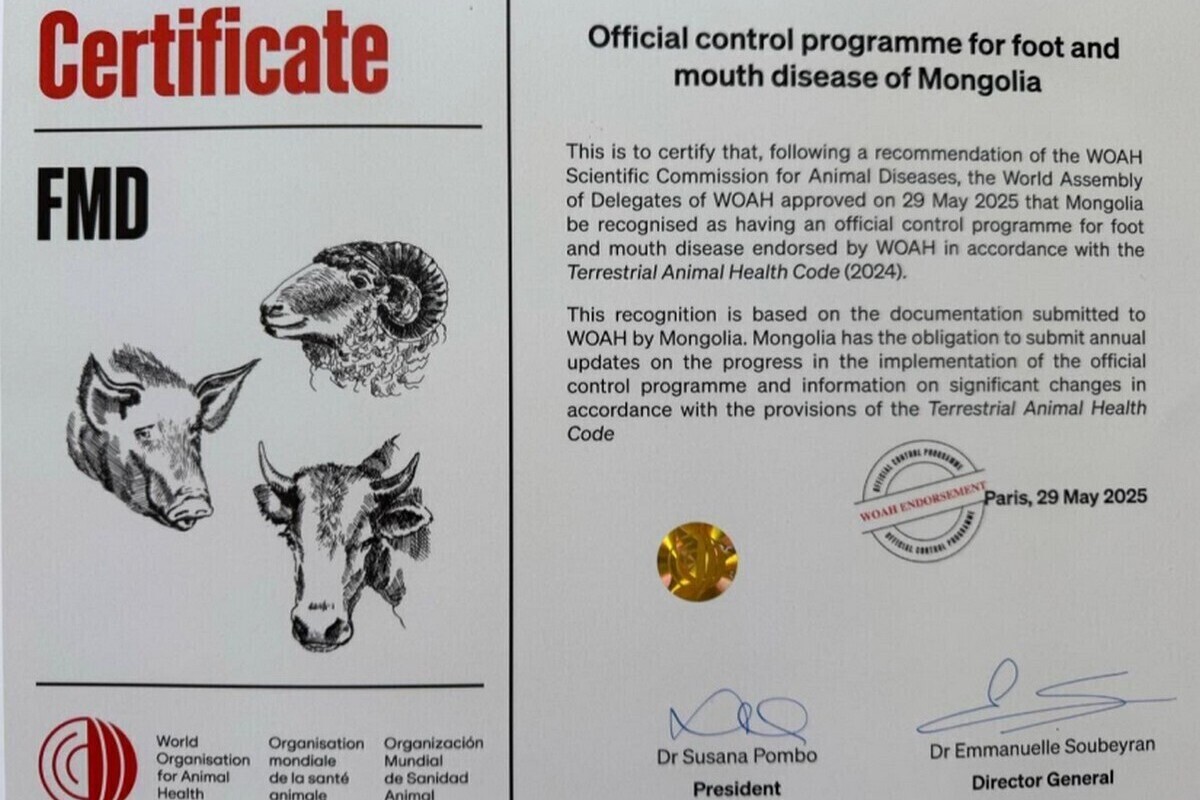 Certificate
FMD
World
Organisation
for Animal
Health
Organisation
mondiale
de la santé
animale
Organización
Mundial
de Sanidad
Animal
Official control programme for foot and
mouth disease of Mongolia
This is to certify that, following a recommendation of the WOAH
Scientific Commission for Animal Diseases, the World Assembly
of Delegates of WOAH approved on 29 May 2025 that Mongolia
be recognised as having an official control programme for foot
and mouth disease endorsed by WOAH in accordance with the
Terrestrial Animal Health Code (2024).
This recognition is based on the documentation submitted to
WOAH by Mongolia. Mongolia has the obligation to submit annual
updates on the progress in the implementation of the official
control programme and information on significant changes in
accordance with the provisions of the Terrestrial Animal Health
Code
OFFICIAL CONTROL PROGRAMME
WOAH ENDORSEMENT
OFFICIAL CONTROL PROGRAMME
Paris, 29 May 2025
Dr Susana Pombo
President
Dr Emmanuelle Soubeyran
Director General